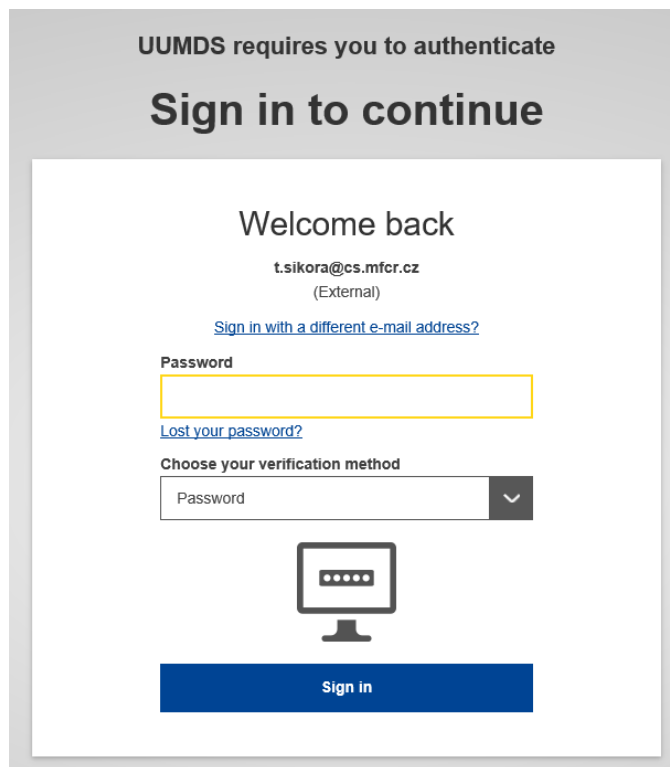 UUMDS requires you to authenticate
Sign in to continue
Welcome back
t.sikora@cs.mfcr.cz
(External)
Sign in with a different e-mail address?
Password
Lost your password?
Choose your verification method
Password
Sign in